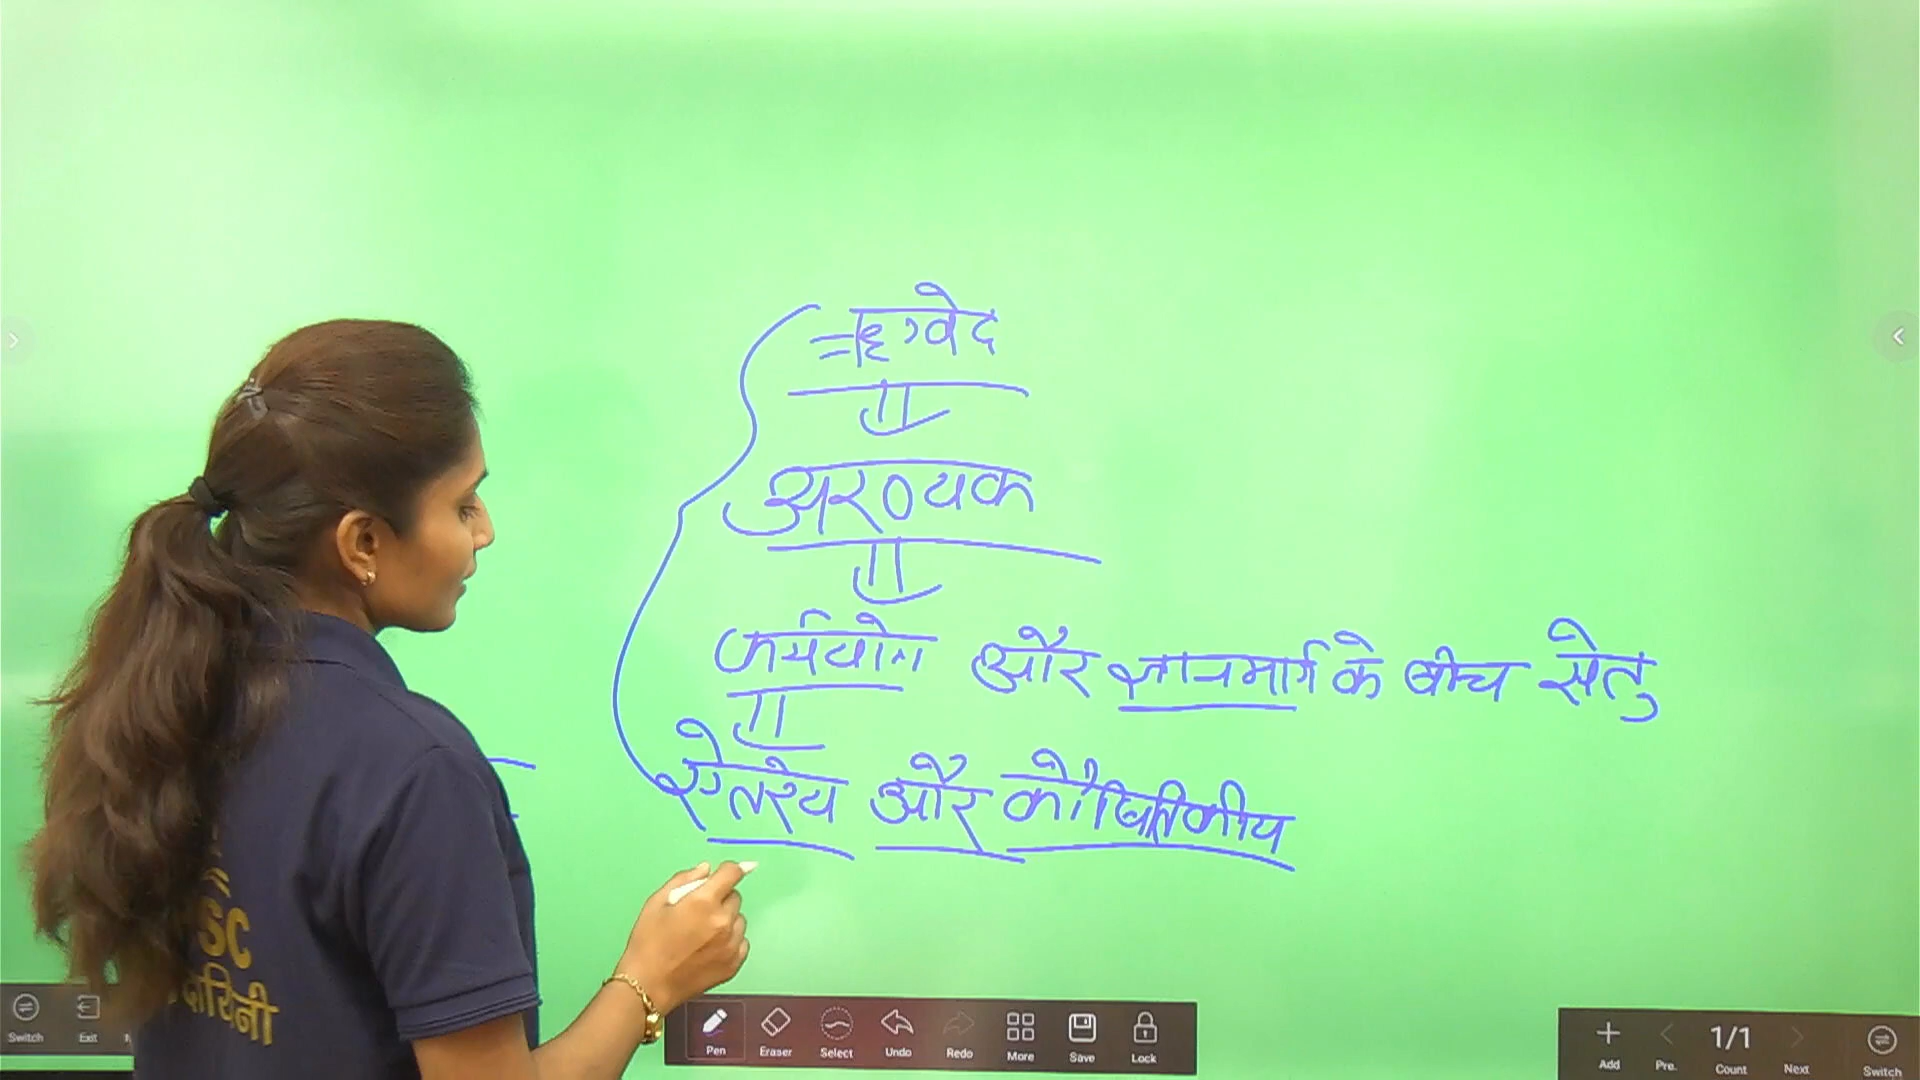 =ऋग्वेद
अरण्यक
कर्मयोग और ज्ञानमार्ग के बीच सेतु
ऐतरेय और कौषितिकीय
SC
दायिनी
Switch
Exit
Pen
Eraser
Select
Undo
Redo
More
Save
Lock
Add
Pre.
1/1
Count
Next
Switch